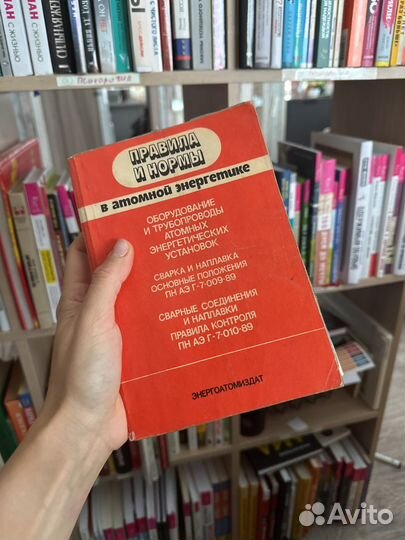 ПРАВИЛА
И НОРМЫ
в атомной энергетике
ОБОРУДОВАНИЕ
И ТРУБОПРОВОДЫ
АТОМНЫХ
ЭНЕРГЕТИЧЕСКИХ
УСТАНОВОК
СВАРКА И НАПЛАВКА
ОСНОВНЫЕ ПОЛОЖЕНИЯ
ПН АЭ Г-7-009-89
СВАРНЫЕ СОЕДИНЕНИЯ
И НАПЛАВКИ
ПРАВИЛА КОНТРОЛЯ
ПН АЭ Г-7-010-89
ЭНЕРГОАТОМИЗДАТ
Avito